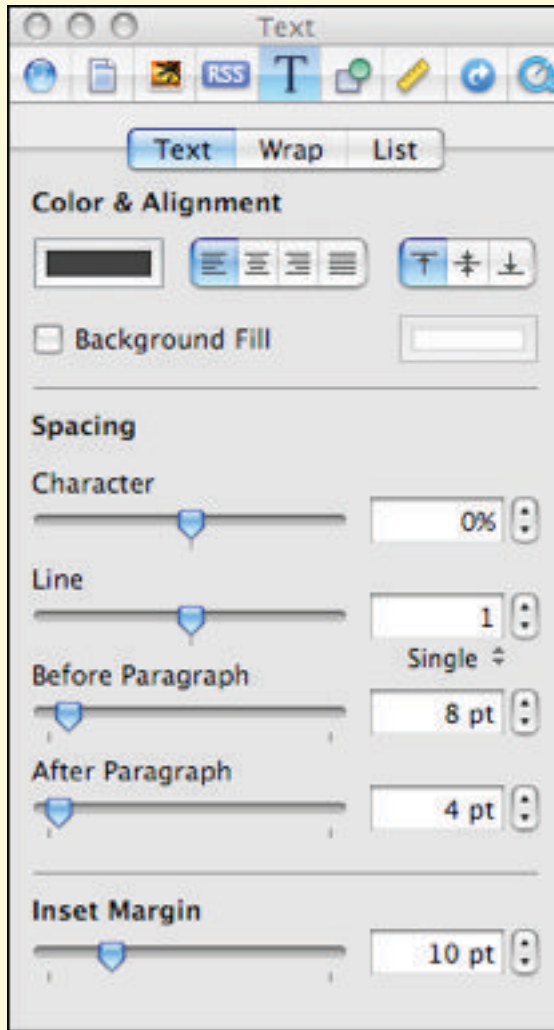 Text
RSS T
Text Wrap List
Color & Alignment
Background Fill
Spacing
Character
0%
Line
1
Single
Before Paragraph
8 pt
After Paragraph
4 pt
Inset Margin
10 pt